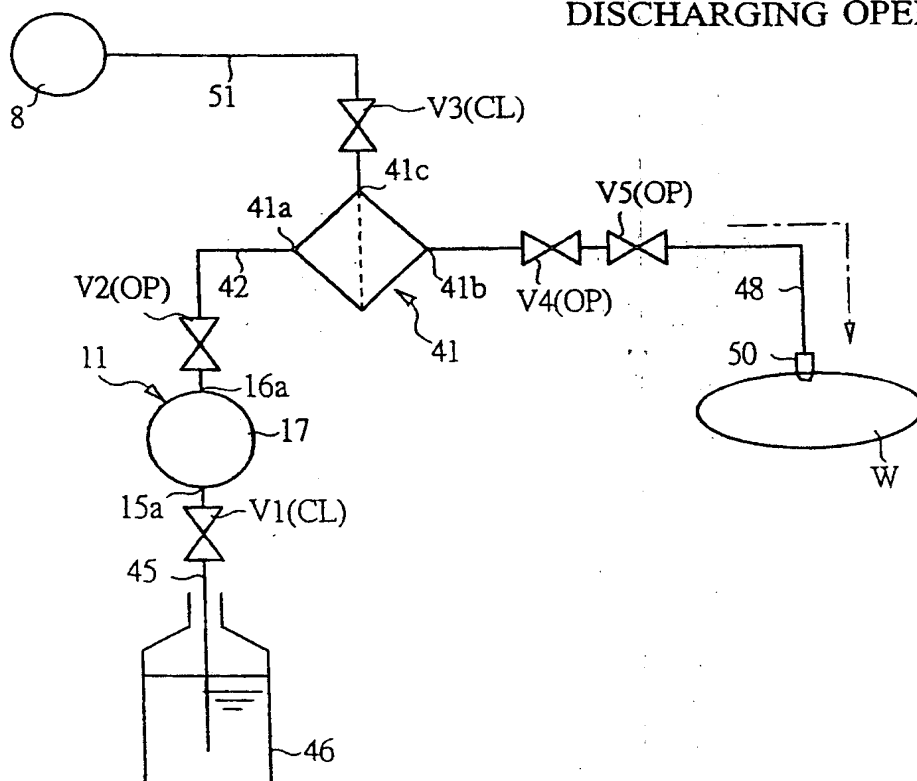 DISCHARGING OPE
8
51
V3(CL)
41c
41a
V5(OP)
42
41b
V4(OP)
48
V2(OP)
41
50
11
16a
17
W
15a
V1(CL)
45
46